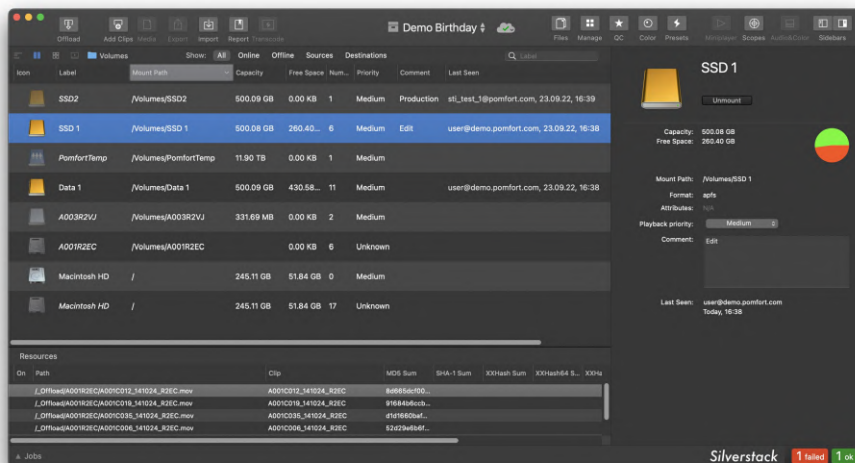 Demo Birthday
Offload Add Clips Media Export Import Report Transcode Files Manage QC Color Presets Mediplayer Scopes Audio&Color Sidebars
Volumes Show: All Online Offline Sources Destinations Label
Icon Label Mount Path Capacity Free Space Num... Priority Comment Last Seen
SSD2 /Volumes/SSD2 500.09 GB 0.00 KB 1 Medium Production sti_test_1@pomfort.com, 23.09.22, 16:39
SSD 1 /Volumes/SSD 1 500.08 GB 260.40... 6 Medium Edit user@demo.pomfort.com, 23.09.22, 16:38
PomfortTemp /Volumes/PomfortTemp 11.90 TB 0.00 KB 1 Medium
Data 1 /Volumes/Data 1 500.09 GB 430.58... 11 Medium user@demo.pomfort.com, 23.09.22, 16:38
A003R2VJ /Volumes/A003R2VJ 331.69 MB 0.00 KB 2 Medium
A001R2EC /Volumes/A001R2EC 0.00 KB 6 Unknown
Macintosh HD / 245.11 GB 51.84 GB 0 Medium
Macintosh HD / 245.11 GB 51.84 GB 17 Unknown
SSD 1
Unmount
Capacity: 500.08 GB
Free Space: 260.40 GB
Mount Path: /Volumes/SSD 1
Format: apfs
Attributes: N/A
Playback priority: Medium
Comment: Edit
Last Seen: user@demo.pomfort.com
Today, 16:38
Resources
On Path Clip MD5 Sum SHA-1 Sum XXHash Sum XXHash64 S... XXHa
/_Offload/A001R2EC/A001C012_141024_R2EC.mov A001C012_141024_R2EC 8d665dcf00...
/_Offload/A001R2EC/A001C019_141024_R2EC.mov A001C019_141024_R2EC 91684b6ccb...
/_Offload/A001R2EC/A001C035_141024_R2EC.mov A001C035_141024_R2EC d1d1660baf...
/_Offload/A001R2EC/A001C006_141024_R2EC.mov A001C006_141024_R2EC 52d29e6b6f...
Jobs
Silverstack 1 failed 1 ok